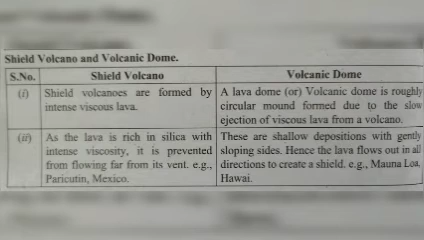 Shield Volcano and Volcanic Dome.
S.No. Shield Volcano Volcanic Dome
(i) Shield volcanoes are formed by
intense viscous lava.
A lava dome (or) Volcanic dome is roughly
circular mound formed due to the slow
ejection of viscous lava from a volcano.
(ii) As the lava is rich in silica with
intense viscosity, it is prevented
from flowing far from its vent. e.g.,
Paricutin, Mexico.
These are shallow depositions with gently
sloping sides. Hence the lava flows out in all
directions to create a shield. e.g., Mauna Loa,
Hawai.